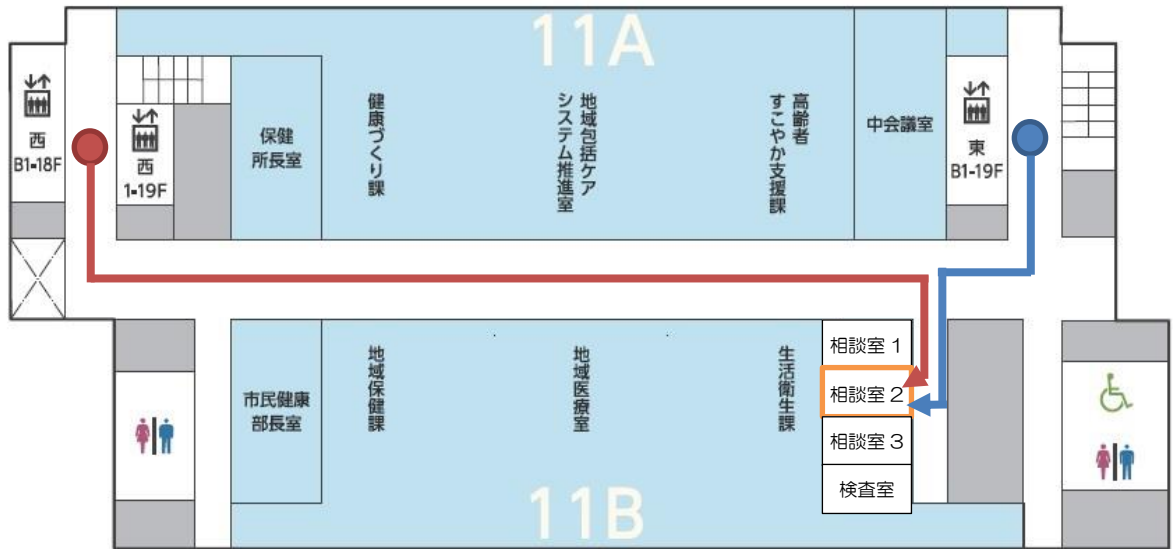 11A
西
B1-18F
西
1-19F
保健
所長室
健康づくり課
地域包括ケア
システム推進室
高齢者
すこやか支援課
中会議室
東
B1-19F
市民健康
部長室
地域保健課
地域医療室
生活衛生課
相談室1
相談室2
相談室3
検査室
11B